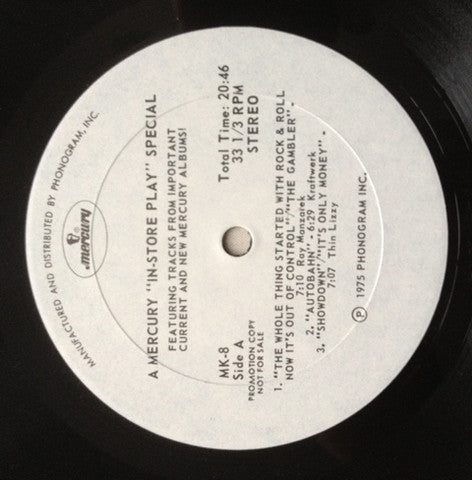 MANUFACTURED AND DISTRIBUTED BY PHONOGRAM, INC.
mercury
A MERCURY "IN-STORE PLAY" SPECIAL
FEATURING TRACKS FROM IMPORTANT
CURRENT AND NEW MERCURY ALBUMS!
MK-8
Side A
PROMOTION COPY
NOT FOR SALE
Total Time: 20:46
33 1/3 RPM
STEREO
1. "THE WHOLE THING STARTED WITH ROCK & ROLL
NOW IT'S OUT OF CONTROL"/"THE GAMBLER" -
7:10 Ray Manzarek
2. "AUTOBAHN" - 6:29 Kraftwerk
3. "SHOWDOWN"/"IT'S ONLY MONEY" -
7:07 Thin Lizzy
Ⓟ 1975 PHONOGRAM INC.